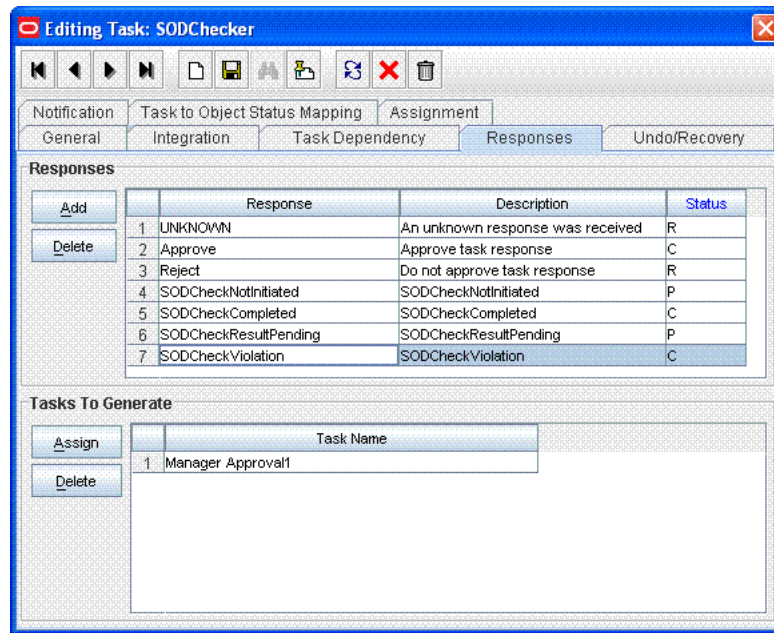 Editing Task: SODChecker
Notification Task to Object Status Mapping Assignment
General Integration Task Dependency Responses Undo/Recovery
Responses
Add
Delete
Response Description Status
1 UNKNOWN An unknown response was received R
2 Approve Approve task response C
3 Reject Do not approve task response R
4 SODCheckNotInitiated SODCheckNotInitiated P
5 SODCheckCompleted SODCheckCompleted C
6 SODCheckResultPending SODCheckResultPending P
7 SODCheckViolation SODCheckViolation C
Tasks To Generate
Assign
Delete
Task Name
1 Manager Approval1